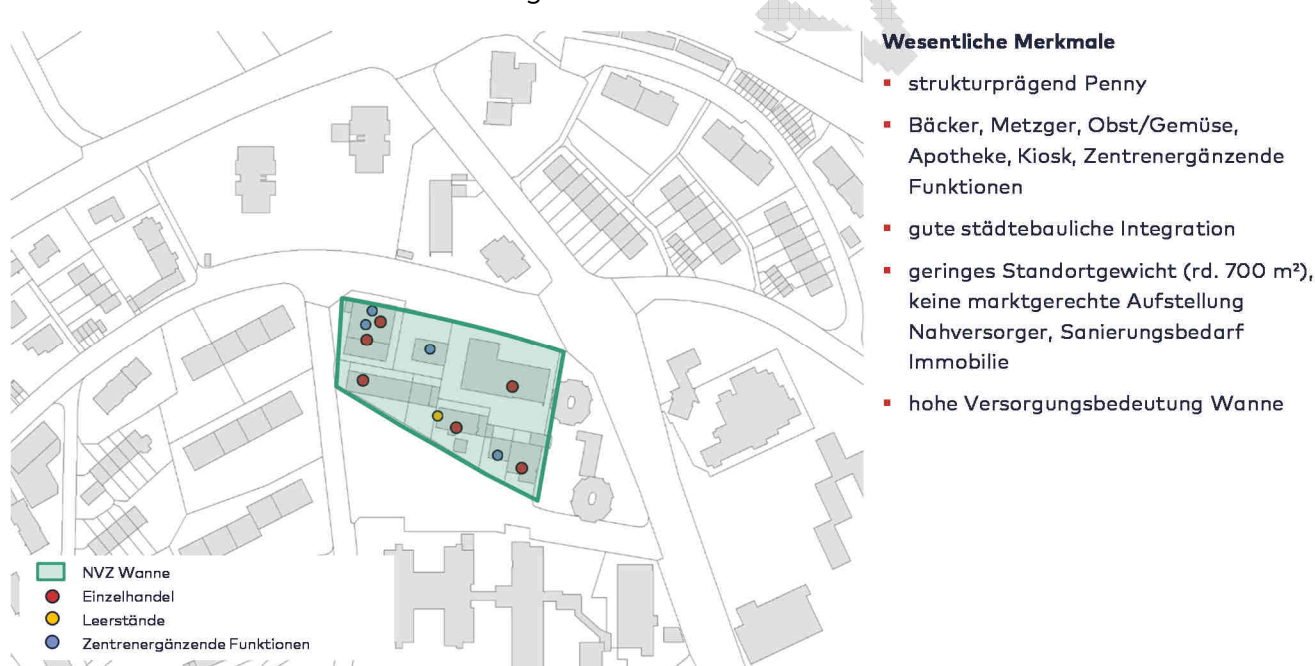 Wesentliche Merkmale
strukturprägend Penny
Bäcker, Metzger, Obst/Gemüse,
Apotheke, Kiosk, Zentrenergänzende
Funktionen
gute städtebauliche Integration
geringes Standortgewicht (rd. 700 m²),
keine marktgerechte Aufstellung
Nahversorger, Sanierungsbedarf
Immobilie
hohe Versorgungsbedeutung Wanne
NVZ Wanne
Einzelhandel
Leerstände
Zentrenergänzende Funktionen